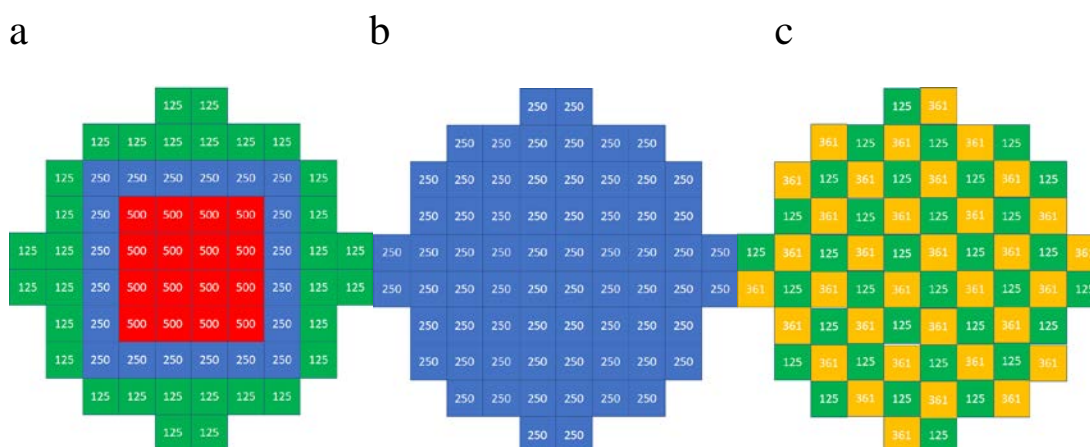 a
125 125
125 125 125 125 125 125
125 250 250 250 250 250 250 125
125 250 500 500 500 500 250 125
125 125 250 500 500 500 500 250 125 125
125 125 250 500 500 500 500 250 125 125
125 250 500 500 500 500 250 125
125 250 250 250 250 250 250 125
125 125 125 125 125 125
125 125
b
250 250
250 250 250 250 250 250
250 250 250 250 250 250 250 250
250 250 250 250 250 250 250 250
250 250 250 250 250 250 250 250 250 250
250 250 250 250 250 250 250 250 250 250
250 250 250 250 250 250 250 250
250 250 250 250 250 250 250 250
250 250 250 250 250 250
250 250
c
125 361
361 125 361 125 361 125
361 125 361 125 361 125 361 125
125 361 125 361 125 361 125 361
125 361 125 361 125 361 125 361 125 361
361 125 361 125 361 125 361 125 361 125
361 125 361 125 361 125 361 125
125 361 125 361 125 361 125 361
125 361 125 361 125 361
361 125